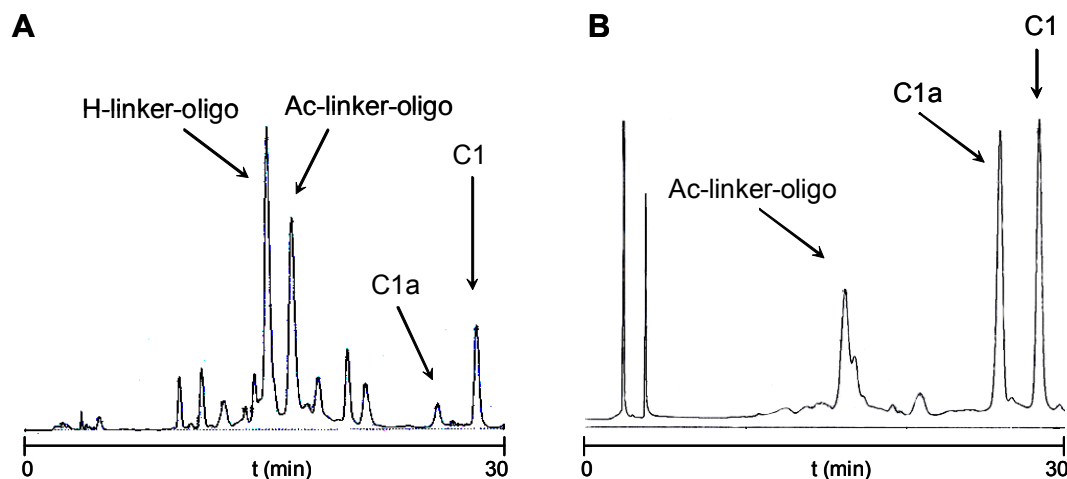 A
H-linker-oligo
Ac-linker-oligo
C1
C1a
0
t (min)
30
B
C1
C1a
Ac-linker-oligo
0
t (min)
30